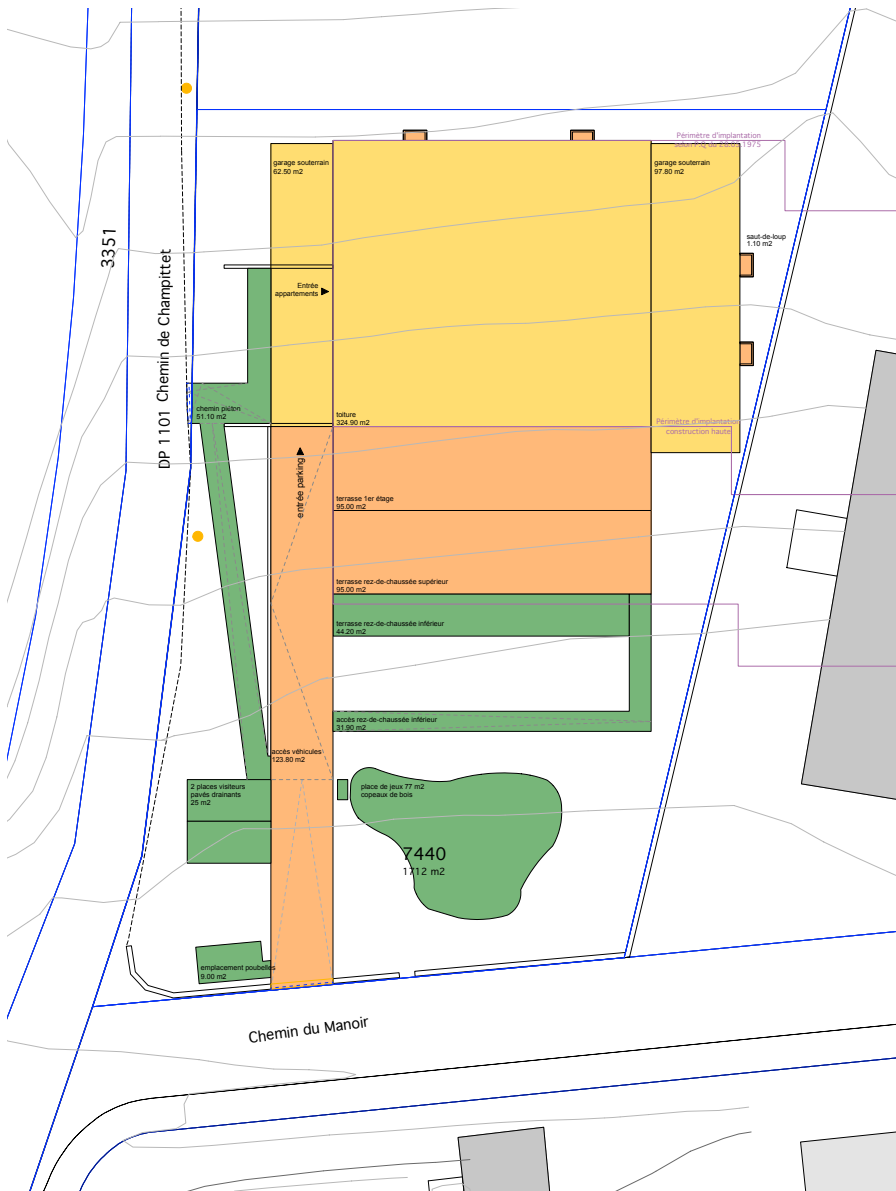 Périmètre d'implantation
selon P.Q du 28.05.1975
garage souterrain
62.50 m2
garage souterrain
97.80 m2
3351
DP 1101 Chemin de Champittet
saut-de-loup
1.10 m2
Entrée
appartements
chemin piéton
51.10 m2
toiture
324.90 m2
Périmètre d'implantation
construction haute
entrée parking
terrasse 1er étage
95.00 m2
terrasse rez-de-chaussée supérieur
95.00 m2
terrasse rez-de-chaussée inférieur
44.20 m2
accès rez-de-chaussée inférieur
31.90 m2
accès véhicules
123.80 m2
2 places visiteurs
pavés drainants
25 m2
place de jeux 77 m2
copeaux de bois
7440
1712 m2
emplacement poubelles
9.00 m2
Chemin du Manoir